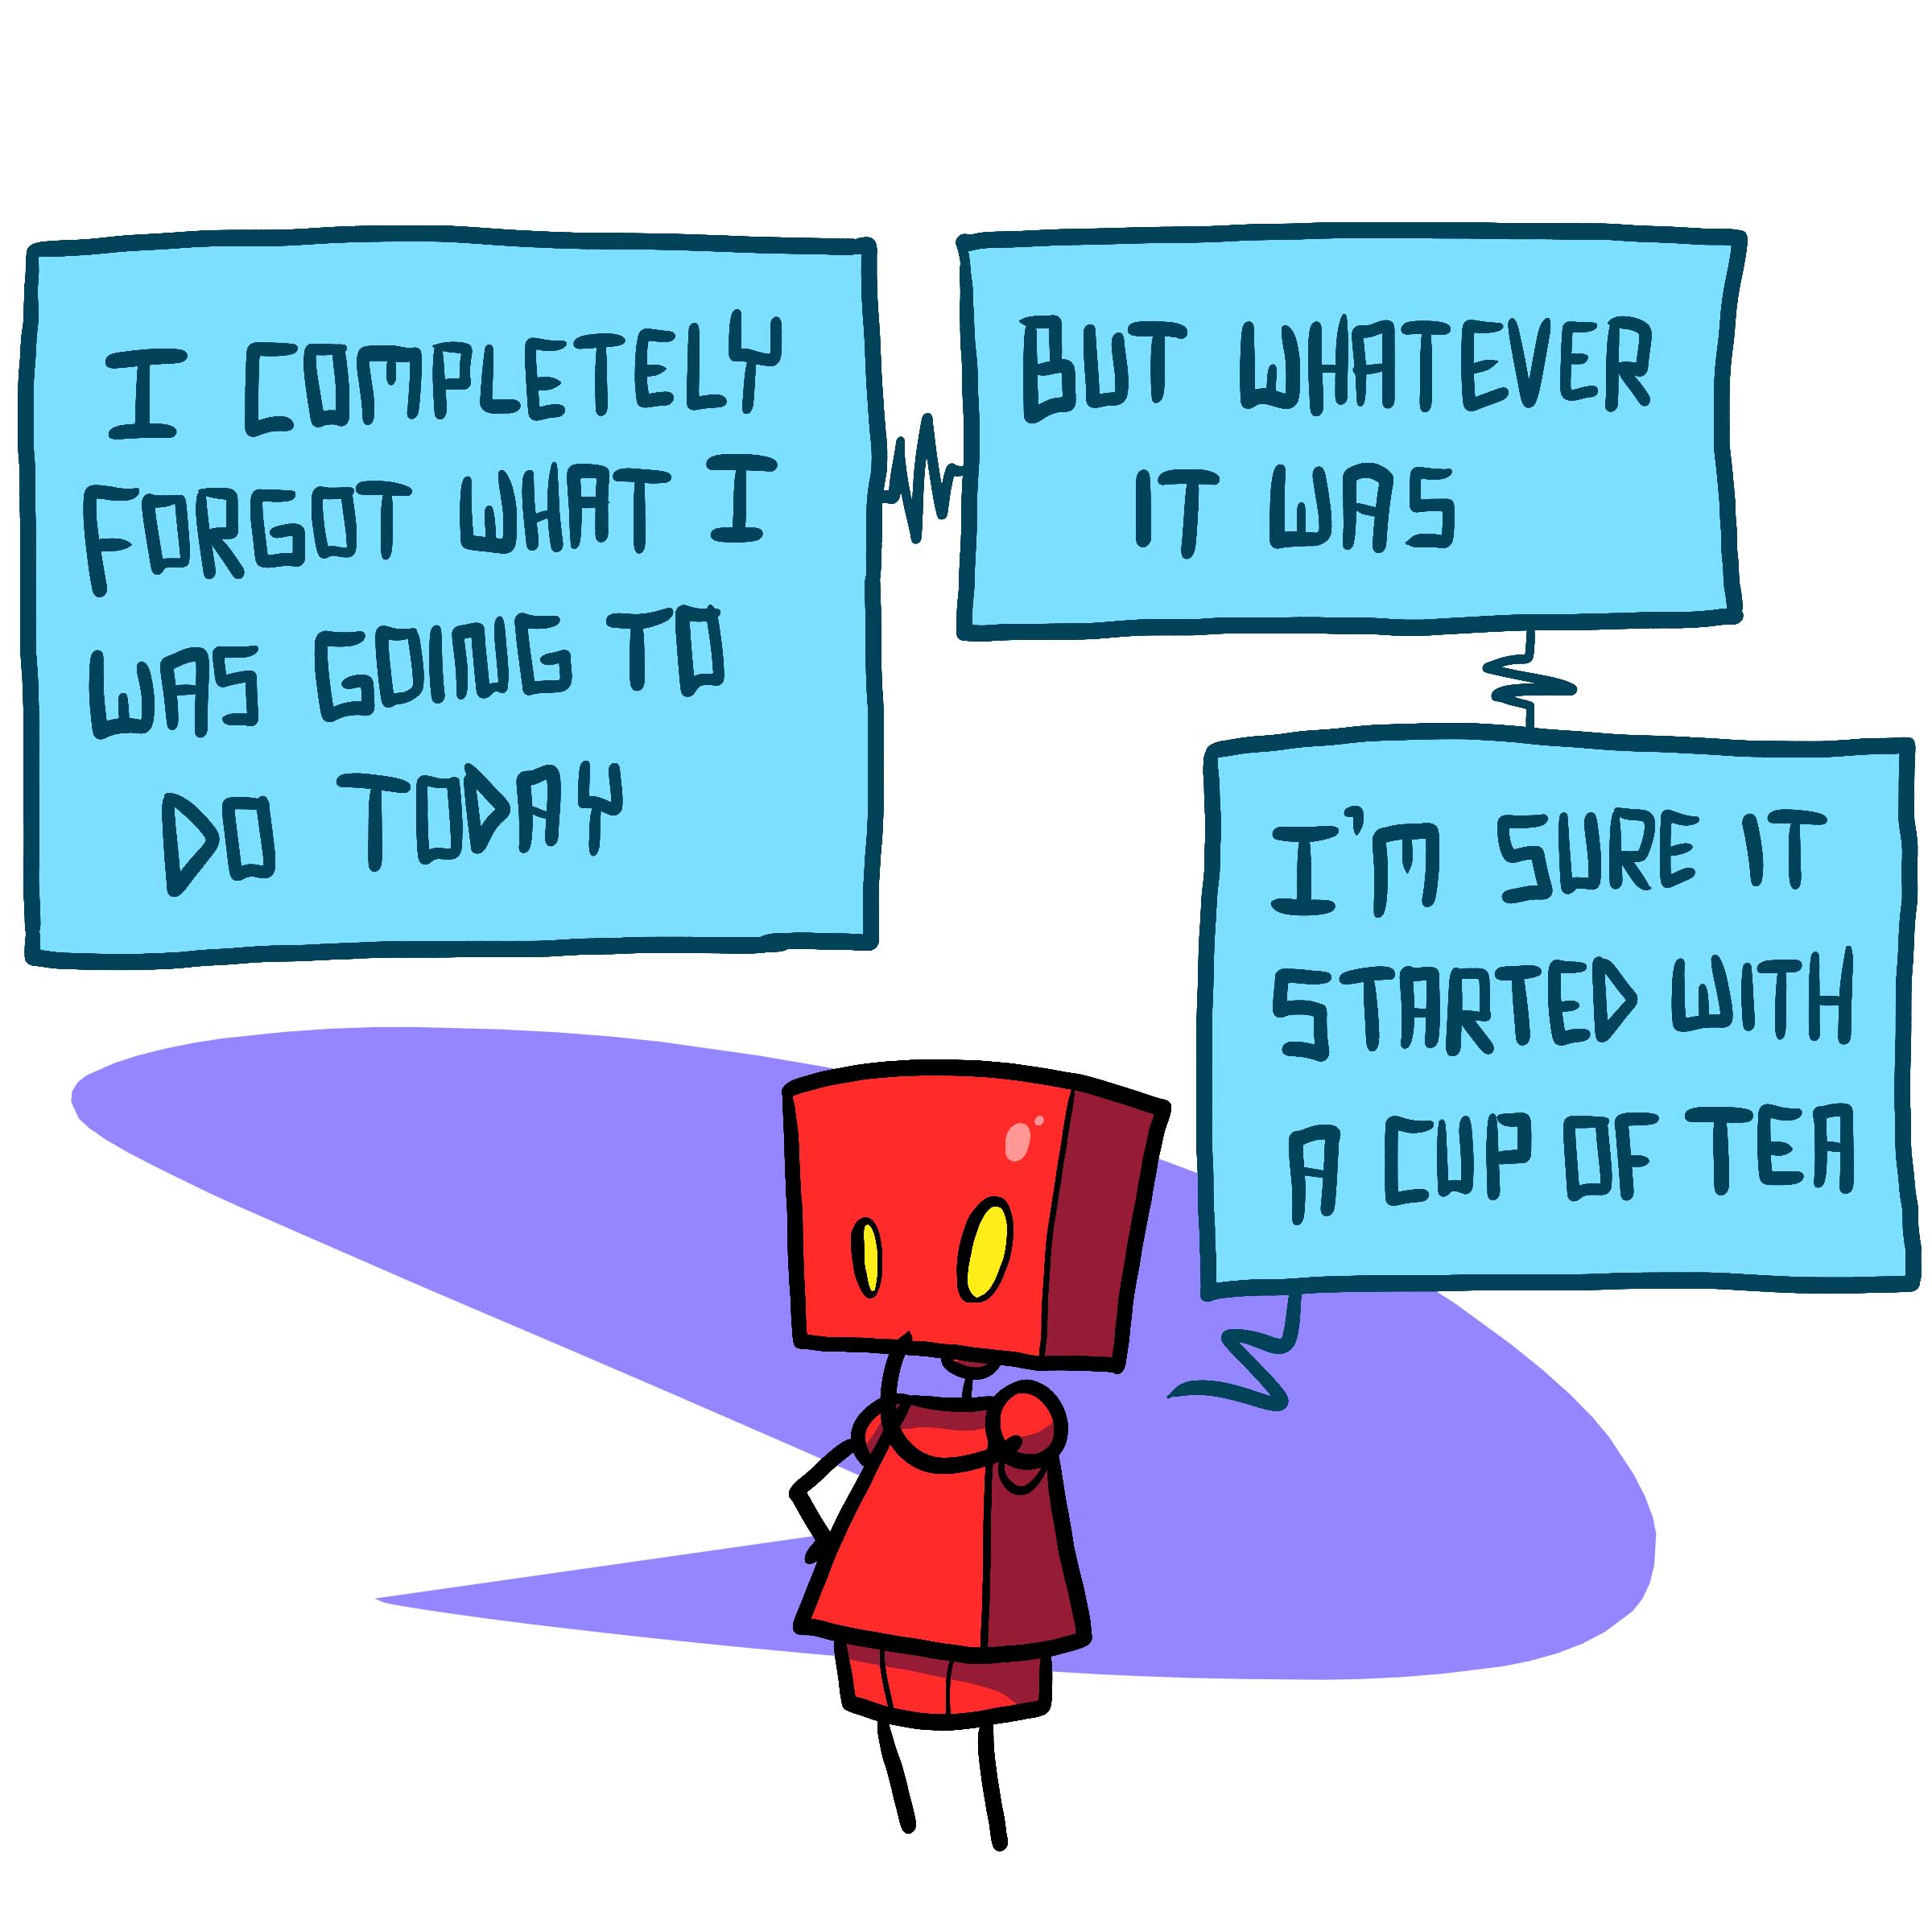 I COMPLETELY
FORGOT WHAT I
WAS GOING TO
DO TODAY
BUT WHATEVER
IT WAS
I'M SURE IT
STARTED WITH
A CUP OF TEA